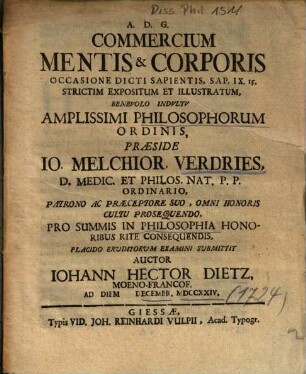 Diss. Phil. 1511
A. D. G.
COMMERCIUM
MENTIS & CORPORIS
OCCASIONE DICTI SAPIENTIS, SAP. IX. 15.
STRICTIM EXPOSITUM ET ILLUSTRATUM,
BENEVOLO INDULTU
AMPLISSIMI PHILOSOPHORUM
ORDINIS,
PRÆSIDE
IO. MELCHIOR. VERDRIES,
D. MEDIC. ET PHILOS. NAT. P. P.
ORDINARIO,
PATRONO AC PRÆCEPTORE SUO, OMNI HONORIS
CULTU PROSEQUENDO,
PRO SUMMIS IN PHILOSOPHIA HONO-
RIBUS RITE CONSEQUENDIS,
PLACIDO ERUDITORUM EXAMINI SUBMITTIT
AUCTOR
IOHANN HECTOR DIETZ,
MOENO-FRANCOF.
AD DIEM DECEMBR. MDCCXXIV.
(1724)
GIESSÆ,
Typis VID. JOH. REINHARDI VULPII, Acad. Typogr.